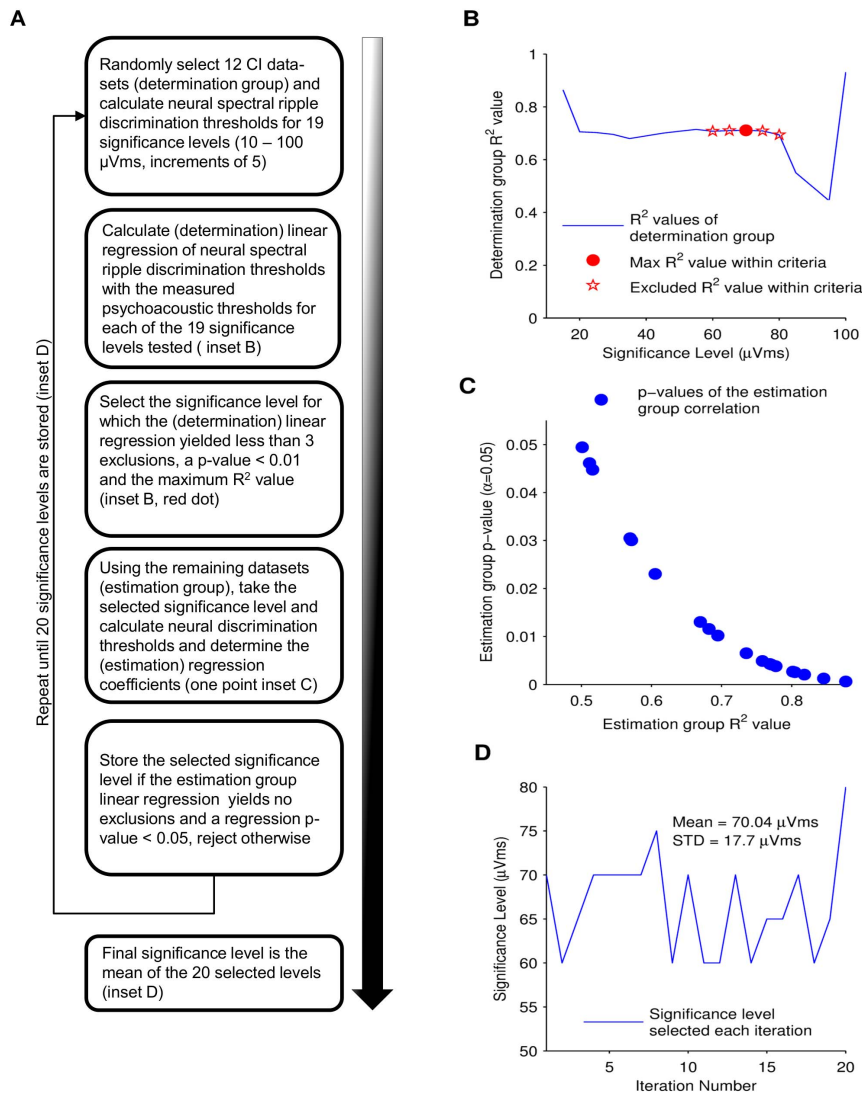 A
Randomly select 12 CI data-
sets (determination group) and
calculate neural spectral ripple
discrimination thresholds for 19
significance levels (10 – 100
µVms, increments of 5)
Calculate (determination) linear
regression of neural spectral
ripple discrimination thresholds
with the measured
psychoacoustic thresholds for
each of the 19 significance
levels tested ( inset B)
Select the significance level for
which the (determination) linear
regression yielded less than 3
exclusions, a p-value < 0.01
and the maximum R² value
(inset B, red dot)
Using the remaining datasets
(estimation group), take the
selected significance level and
calculate neural discrimination
thresholds and determine the
(estimation) regression
coefficients (one point inset C)
Store the selected significance
level if the estimation group
linear regression yields no
exclusions and a regression p-
value < 0.05, reject otherwise
Final significance level is the
mean of the 20 selected levels
(inset D)
Repeat until 20 significance levels are stored (inset D)
B
Determination group R² value
1
0.8
0.6
0.4
0.2
0
R² values of
determination group
Max R² value within criteria
Excluded R² value within criteria
20 40 60 80 100
Significance Level (µVms)
C
p−values of the estimation
group correlation
Estimation group p−value (α=0.05)
0.05
0.04
0.03
0.02
0.01
0
0.5 0.6 0.7 0.8
Estimation group R² value
D
Significance Level (µVms)
80
75
70
65
60
55
50
Mean = 70.04 µVms
STD = 17.7 µVms
Significance level
selected each iteration
5 10 15 20
Iteration Number